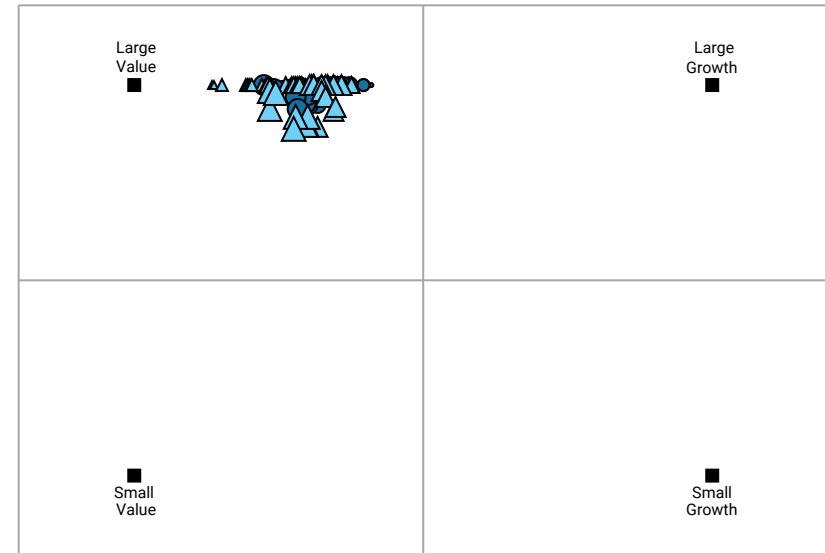 Large
Value
Large
Growth
Small
Value
Small
Growth